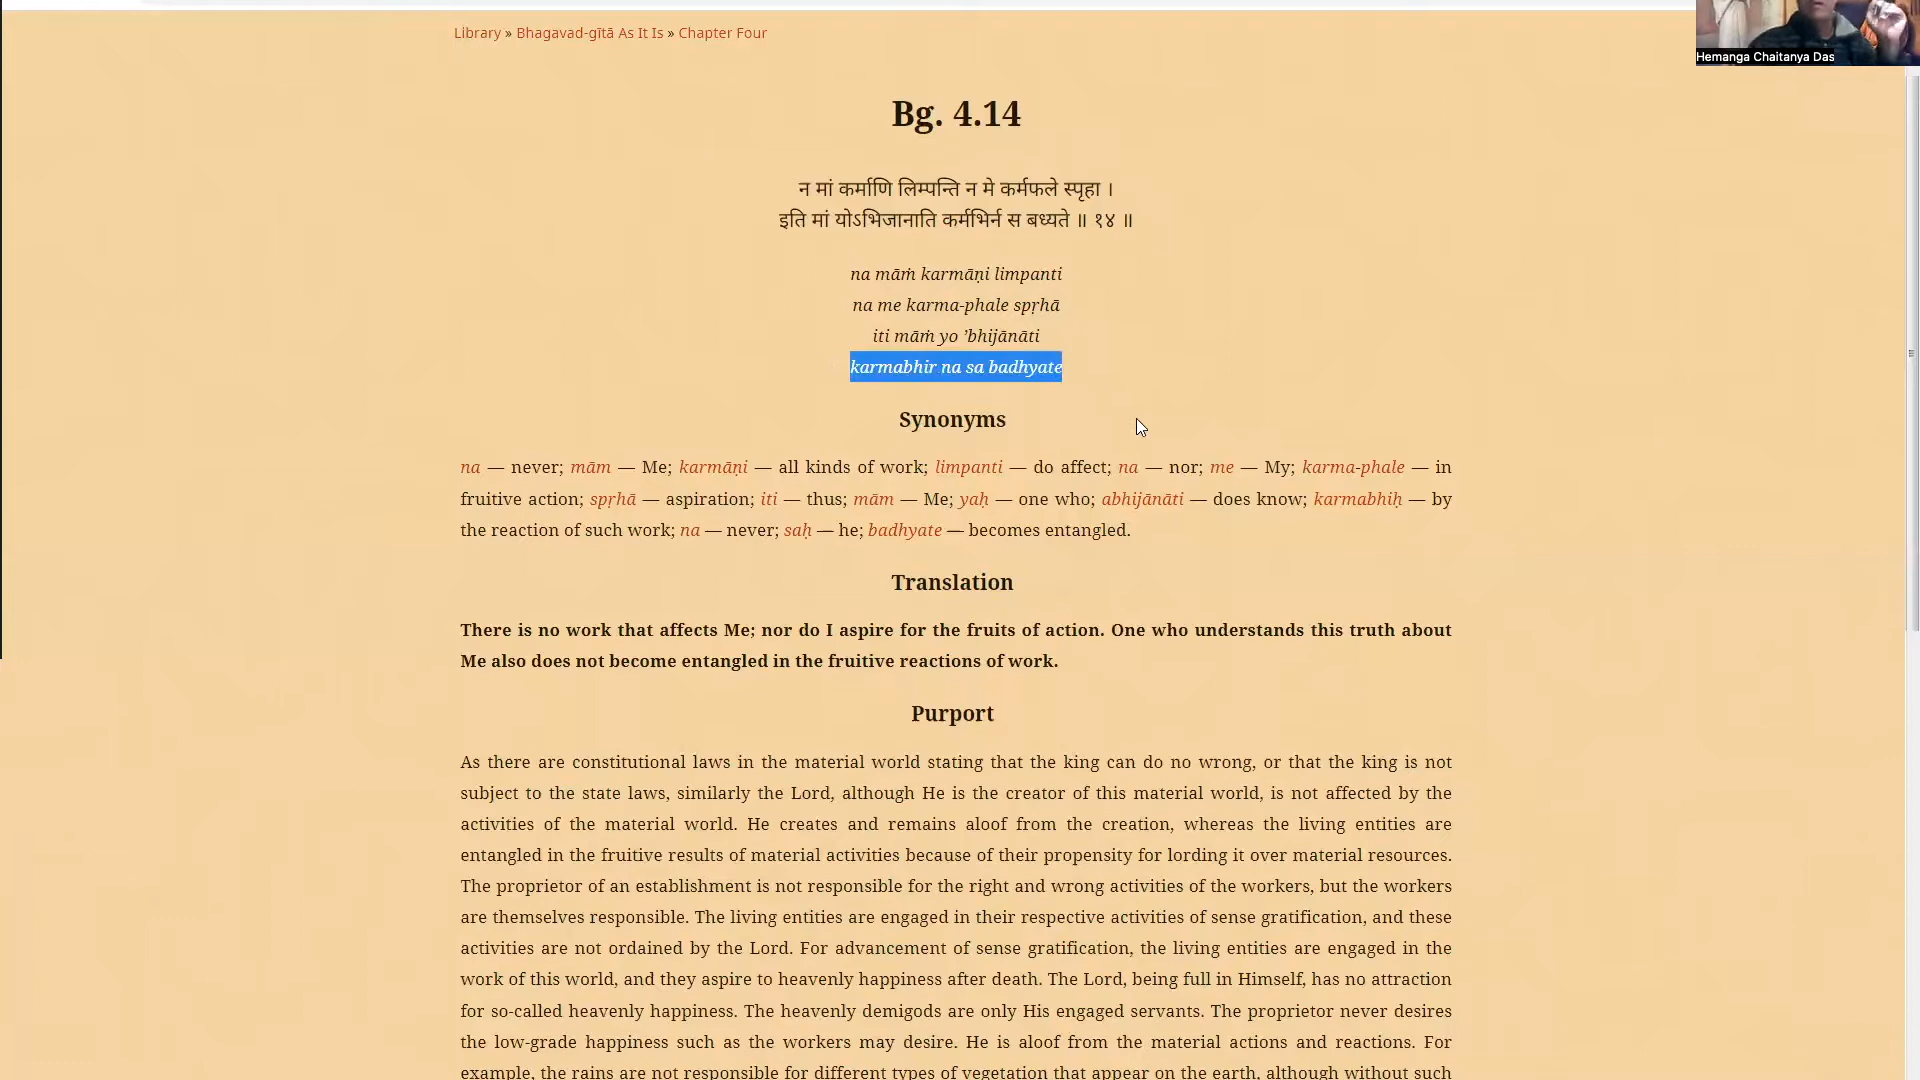 Library » Bhagavad-gītā As It Is » Chapter Four
Hemanga Chaitanya Das
Bg. 4.14
न मां कर्माणि लिम्पन्ति न मे कर्मफले स्पृहा ।
इति मां योऽभिजानाति कर्मभिर्न स बध्यते ॥ १४ ॥
na māṁ karmāṇi limpanti
na me karma-phale spṛhā
iti māṁ yo ’bhijānāti
karmabhir na sa badhyate
Synonyms
na — never; mām — Me; karmāṇi — all kinds of work; limpanti — do affect; na — nor; me — My; karma-phale — in
fruitive action; spṛhā — aspiration; iti — thus; mām — Me; yaḥ — one who; abhijānāti — does know; karmabhiḥ — by
the reaction of such work; na — never; saḥ — he; badhyate — becomes entangled.
Translation
There is no work that affects Me; nor do I aspire for the fruits of action. One who understands this truth about
Me also does not become entangled in the fruitive reactions of work.
Purport
As there are constitutional laws in the material world stating that the king can do no wrong, or that the king is not
subject to the state laws, similarly the Lord, although He is the creator of this material world, is not affected by the
activities of the material world. He creates and remains aloof from the creation, whereas the living entities are
entangled in the fruitive results of material activities because of their propensity for lording it over material resources.
The proprietor of an establishment is not responsible for the right and wrong activities of the workers, but the workers
are themselves responsible. The living entities are engaged in their respective activities of sense gratification, and these
activities are not ordained by the Lord. For advancement of sense gratification, the living entities are engaged in the
work of this world, and they aspire to heavenly happiness after death. The Lord, being full in Himself, has no attraction
for so-called heavenly happiness. The heavenly demigods are only His engaged servants. The proprietor never desires
the low-grade happiness such as the workers may desire. He is aloof from the material actions and reactions. For
example, the rains are not responsible for different types of vegetation that appear on the earth, although without such